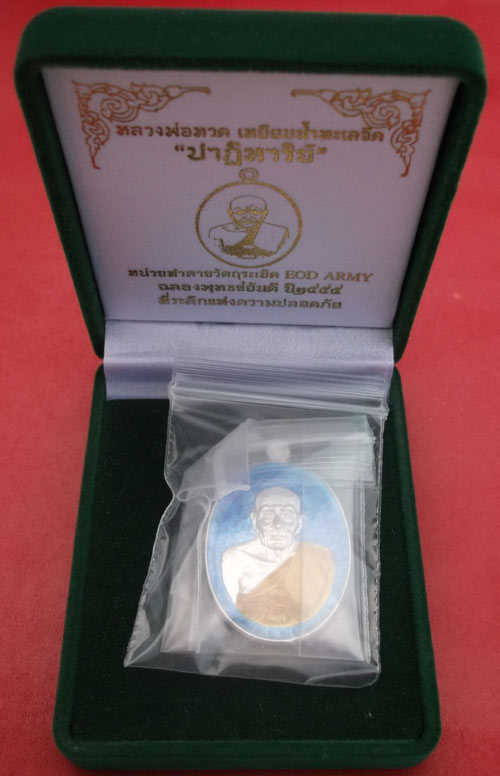 หลวงพ่อทวด เหยียบน้ำทะเลจืด
“ปาฏิหาริย์”
หน่วยทำลายวัตถุระเบิด EOD ARMY
ฉลองพุทธชยันตี ปี๒๕๕๕
ที่ระลึกแห่งความปลอดภัย